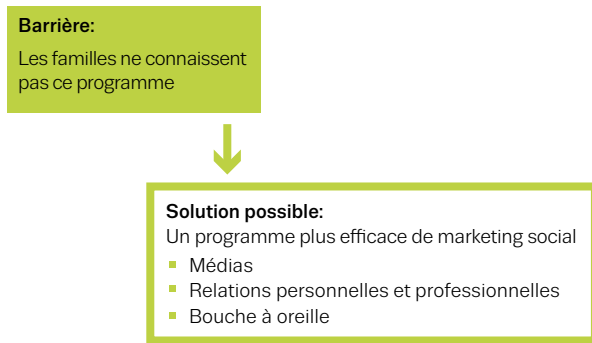 Barrière:
Les familles ne connaissent
pas ce programme
Solution possible:
Un programme plus efficace de marketing social
Médias
Relations personnelles et professionnelles
Bouche à oreille